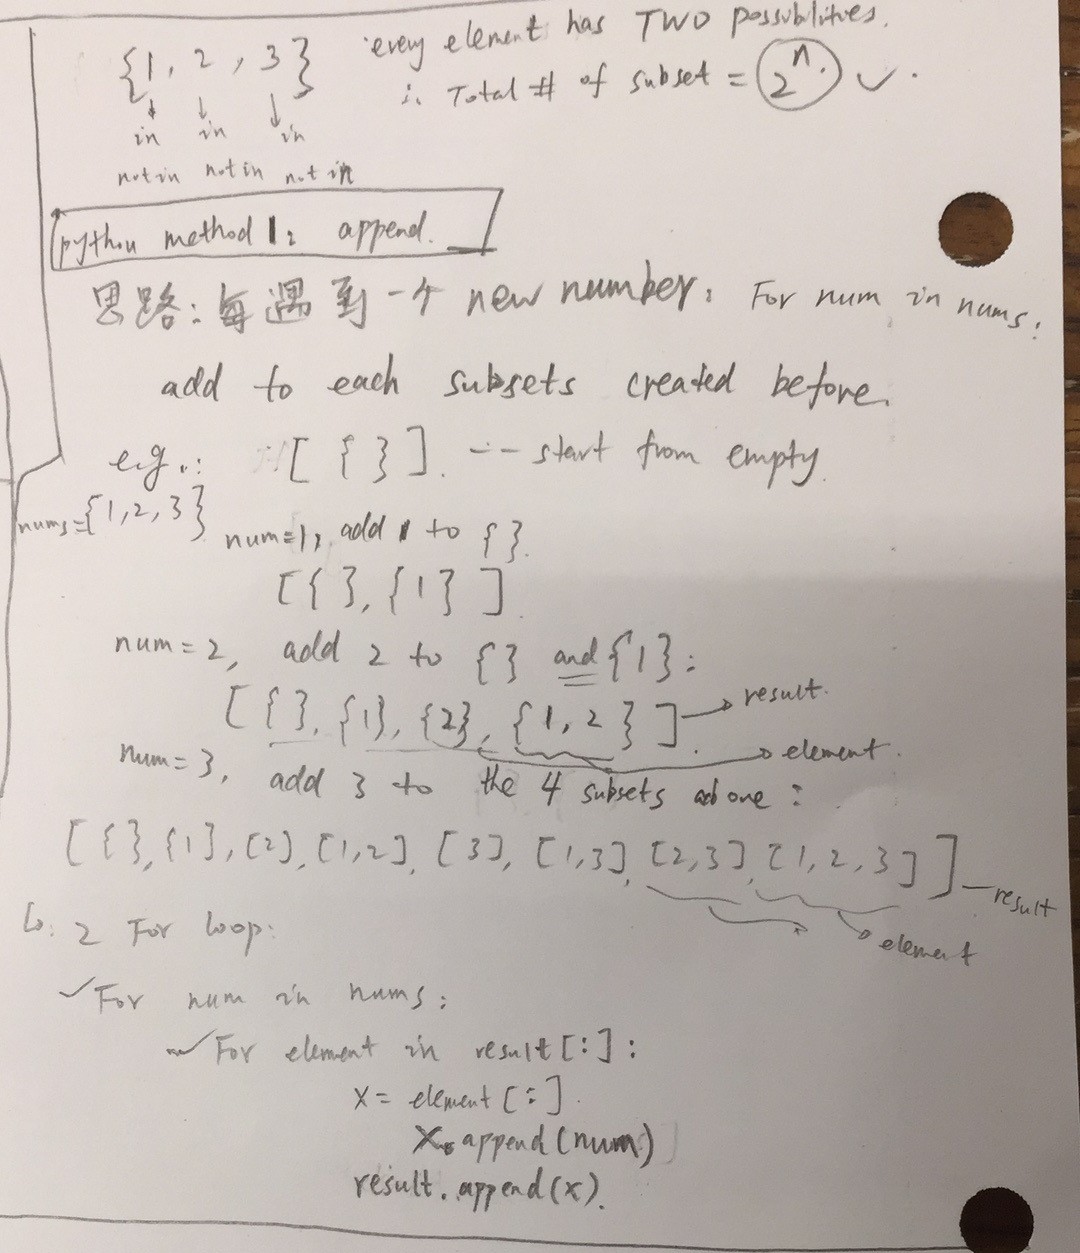 {1, 2, 3} every element has TWO possibilities.
∴ Total # of subset = 2^n. ✓.
in in in
not in not in not in
python method 1: append.
思路: 每遇到一个 new number, For num in nums:
add to each subsets created before.
e.g.: [ { } ]. -- start from empty.
nums={1,2,3}
num=1, add 1 to { }.
[{ }, {1} ]
num=2, add 2 to { } and {1}:
[ { }, {1}, {2}, {1, 2 } ] → result.
→ element.
num=3, add 3 to the 4 subsets above:
[ { }, {1], [2], [1,2], [3], [1,3], [2,3], [1,2,3] ] — result
→ element
2 For loop:
✓For num in nums:
✓For element in result[:]:
x = element[:].
x.append(num)
result.append(x).